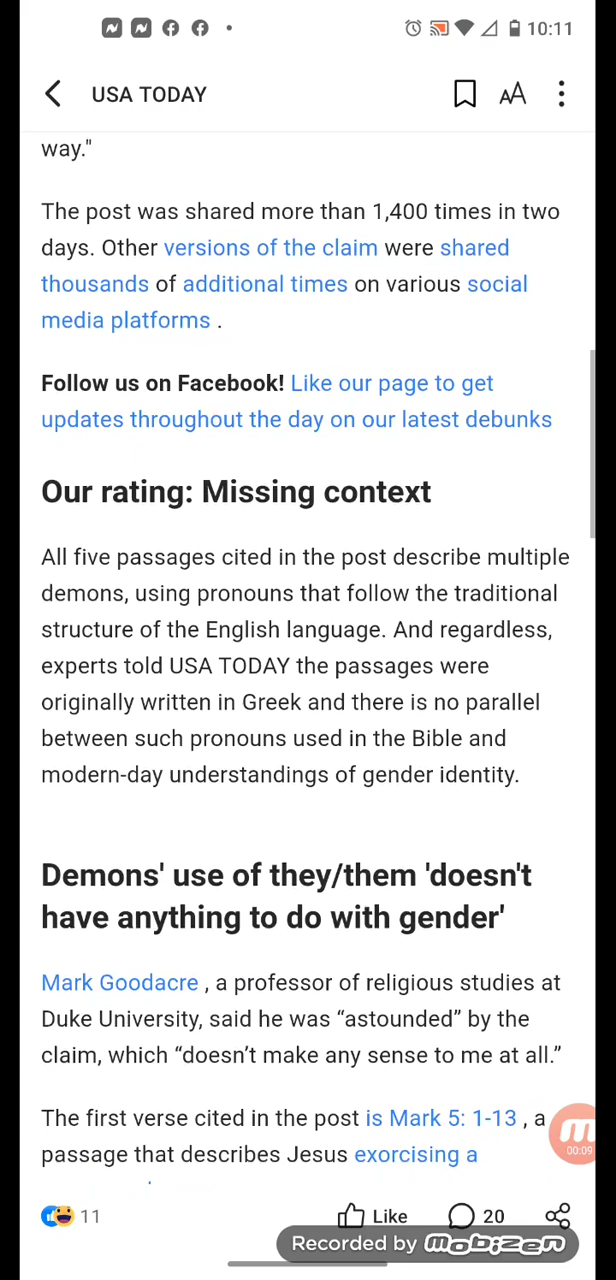 10:11
USA TODAY
AA
way."
The post was shared more than 1,400 times in two
days. Other versions of the claim were shared
thousands of additional times on various social
media platforms .
Follow us on Facebook! Like our page to get
updates throughout the day on our latest debunks
Our rating: Missing context
All five passages cited in the post describe multiple
demons, using pronouns that follow the traditional
structure of the English language. And regardless,
experts told USA TODAY the passages were
originally written in Greek and there is no parallel
between such pronouns used in the Bible and
modern-day understandings of gender identity.
Demons' use of they/them 'doesn't
have anything to do with gender'
Mark Goodacre , a professor of religious studies at
Duke University, said he was “astounded” by the
claim, which “doesn’t make any sense to me at all.”
The first verse cited in the post is Mark 5: 1-13 , a
passage that describes Jesus exorcising a
m
00:09
11
Like
20
Recorded by mobizen